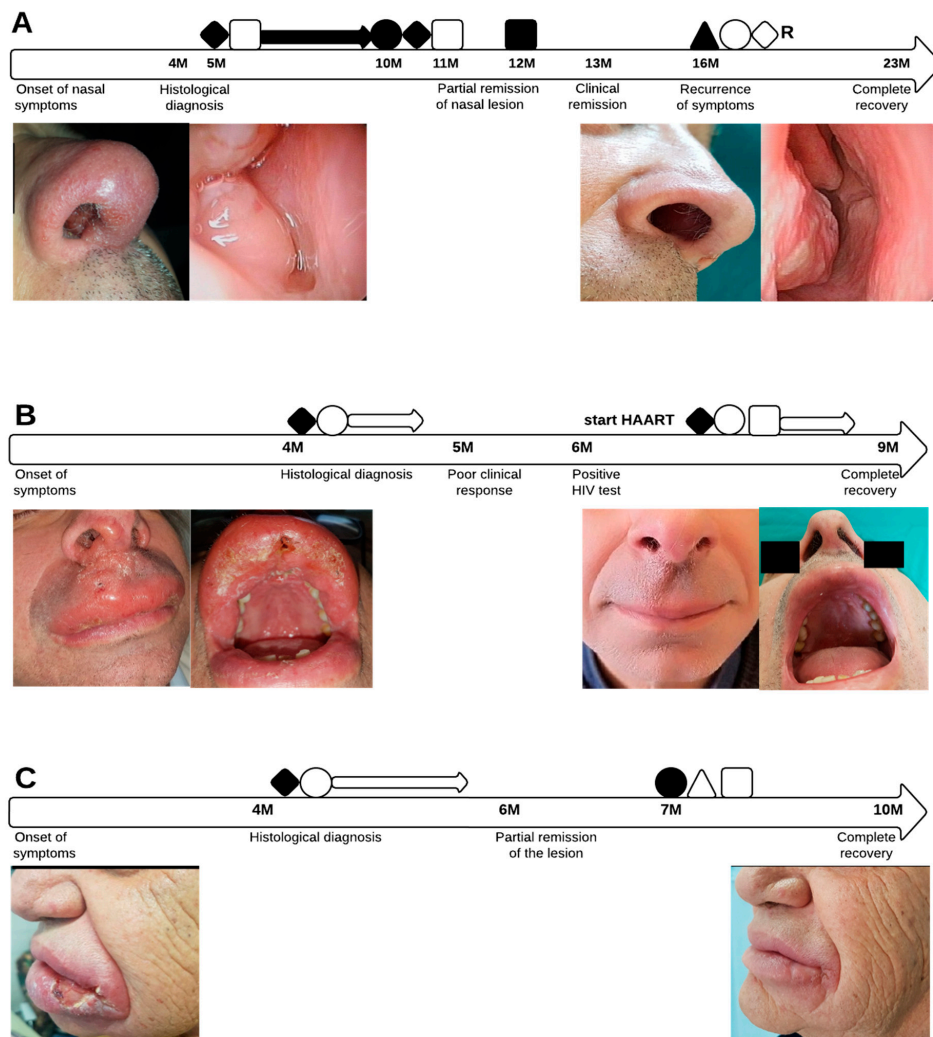 A
R
4M 5M 10M 11M 12M 13M 16M 23M
Onset of nasal
symptoms
Histological
diagnosis
Partial remission
of nasal lesion
Clinical
remission
Recurrence
of symptoms
Complete
recovery
B
start HAART
4M 5M 6M 9M
Onset of
symptoms
Histological diagnosis
Poor clinical
response
Positive
HIV test
Complete
recovery
C
4M 6M 7M 10M
Onset of
symptoms
Histological diagnosis
Partial remission
of the lesion
Complete
recovery